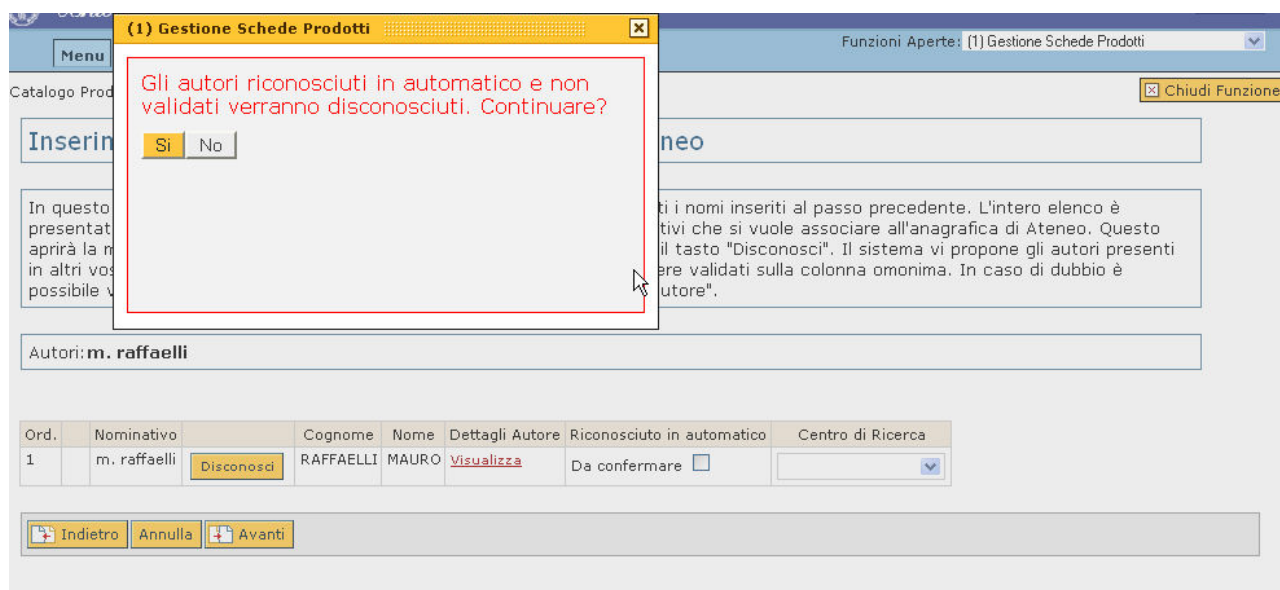 (1) Gestione Schede Prodotti
Funzioni Aperte: (1) Gestione Schede Prodotti
Menu
Gli autori riconosciuti in automatico e non
validati verranno disconosciuti. Continuare?
Si No
Catalogo Prod
Chiudi Funzione
Inserim neo
In questo ti i nomi inseriti al passo precedente. L'intero elenco è
presentat tivi che si vuole associare all'anagrafica di Ateneo. Questo
aprirà la m il tasto "Disconosci". Il sistema vi propone gli autori presenti
in altri vos ere validati sulla colonna omonima. In caso di dubbio è
possibile v utore".
Autori: m. raffaelli
Ord. Nominativo Cognome Nome Dettagli Autore Riconosciuto in automatico Centro di Ricerca
1 m. raffaelli Disconosci RAFFAELLI MAURO Visualizza Da confermare
Indietro Annulla Avanti